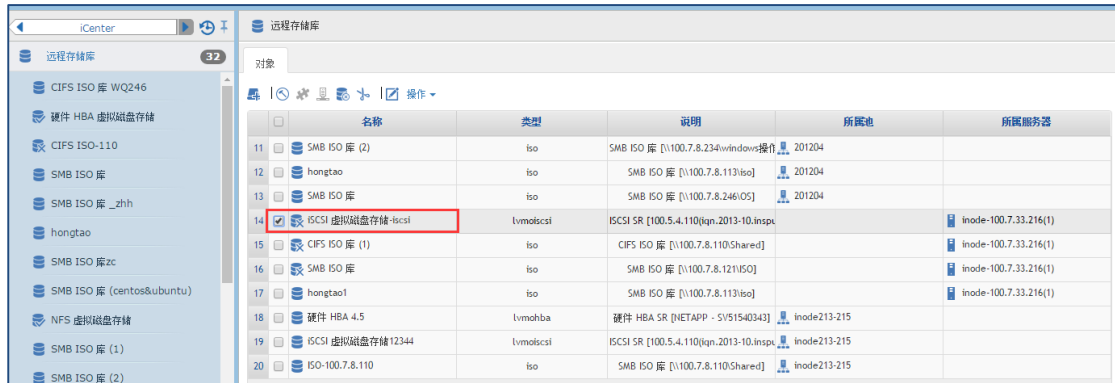 iCenter
远程存储库
远程存储库 32
CIFS ISO 库 WQ246
硬件 HBA 虚拟磁盘存储
CIFS ISO-110
SMB ISO 库
SMB ISO 库 _zhh
hongtao
SMB ISO 库zc
SMB ISO 库 (centos&ubuntu)
NFS 虚拟磁盘存储
SMB ISO 库 (1)
SMB ISO 库 (2)
对象
操作
名称 类型 说明 所属池 所属服务器
11 SMB ISO 库 (2) iso SMB ISO 库 [\\100.7.8.234\windows操作 201204
12 hongtao iso SMB ISO 库 [\\100.7.8.113\iso] 201204
13 SMB ISO 库 iso SMB ISO 库 [\\100.7.8.246\OS] 201204
14 iSCSI 虚拟磁盘存储-iscsi lvmoiscsi ISCSI SR [100.5.4.110(iqn.2013-10.inspu inode-100.7.33.216(1)
15 CIFS ISO 库 (1) iso CIFS ISO 库 [\\100.7.8.110\Shared] inode-100.7.33.216(1)
16 SMB ISO 库 iso SMB ISO 库 [\\100.7.8.121\ISO] inode-100.7.33.216(1)
17 hongtao1 iso SMB ISO 库 [\\100.7.8.113\iso] inode-100.7.33.216(1)
18 硬件 HBA 4.5 lvmohba 硬件 HBA SR [NETAPP - SV51540343] inode213-215
19 iSCSI 虚拟磁盘存储12344 lvmoiscsi ISCSI SR [100.5.4.110(iqn.2013-10.inspu inode213-215
20 ISO-100.7.8.110 iso SMB ISO 库 [\\100.7.8.110\Shared] inode213-215